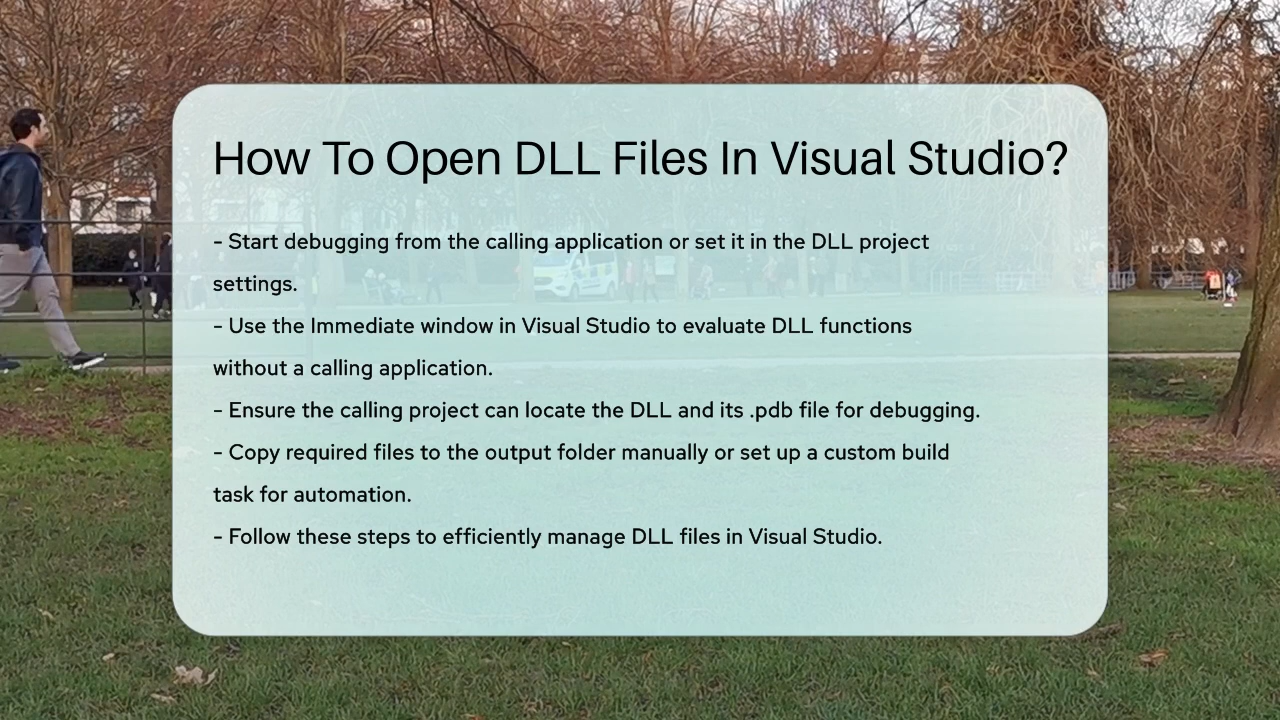 How To Open DLL Files In Visual Studio?
- Start debugging from the calling application or set it in the DLL project
settings.
- Use the Immediate window in Visual Studio to evaluate DLL functions
without a calling application.
- Ensure the calling project can locate the DLL and its .pdb file for debugging.
- Copy required files to the output folder manually or set up a custom build
task for automation.
- Follow these steps to efficiently manage DLL files in Visual Studio.